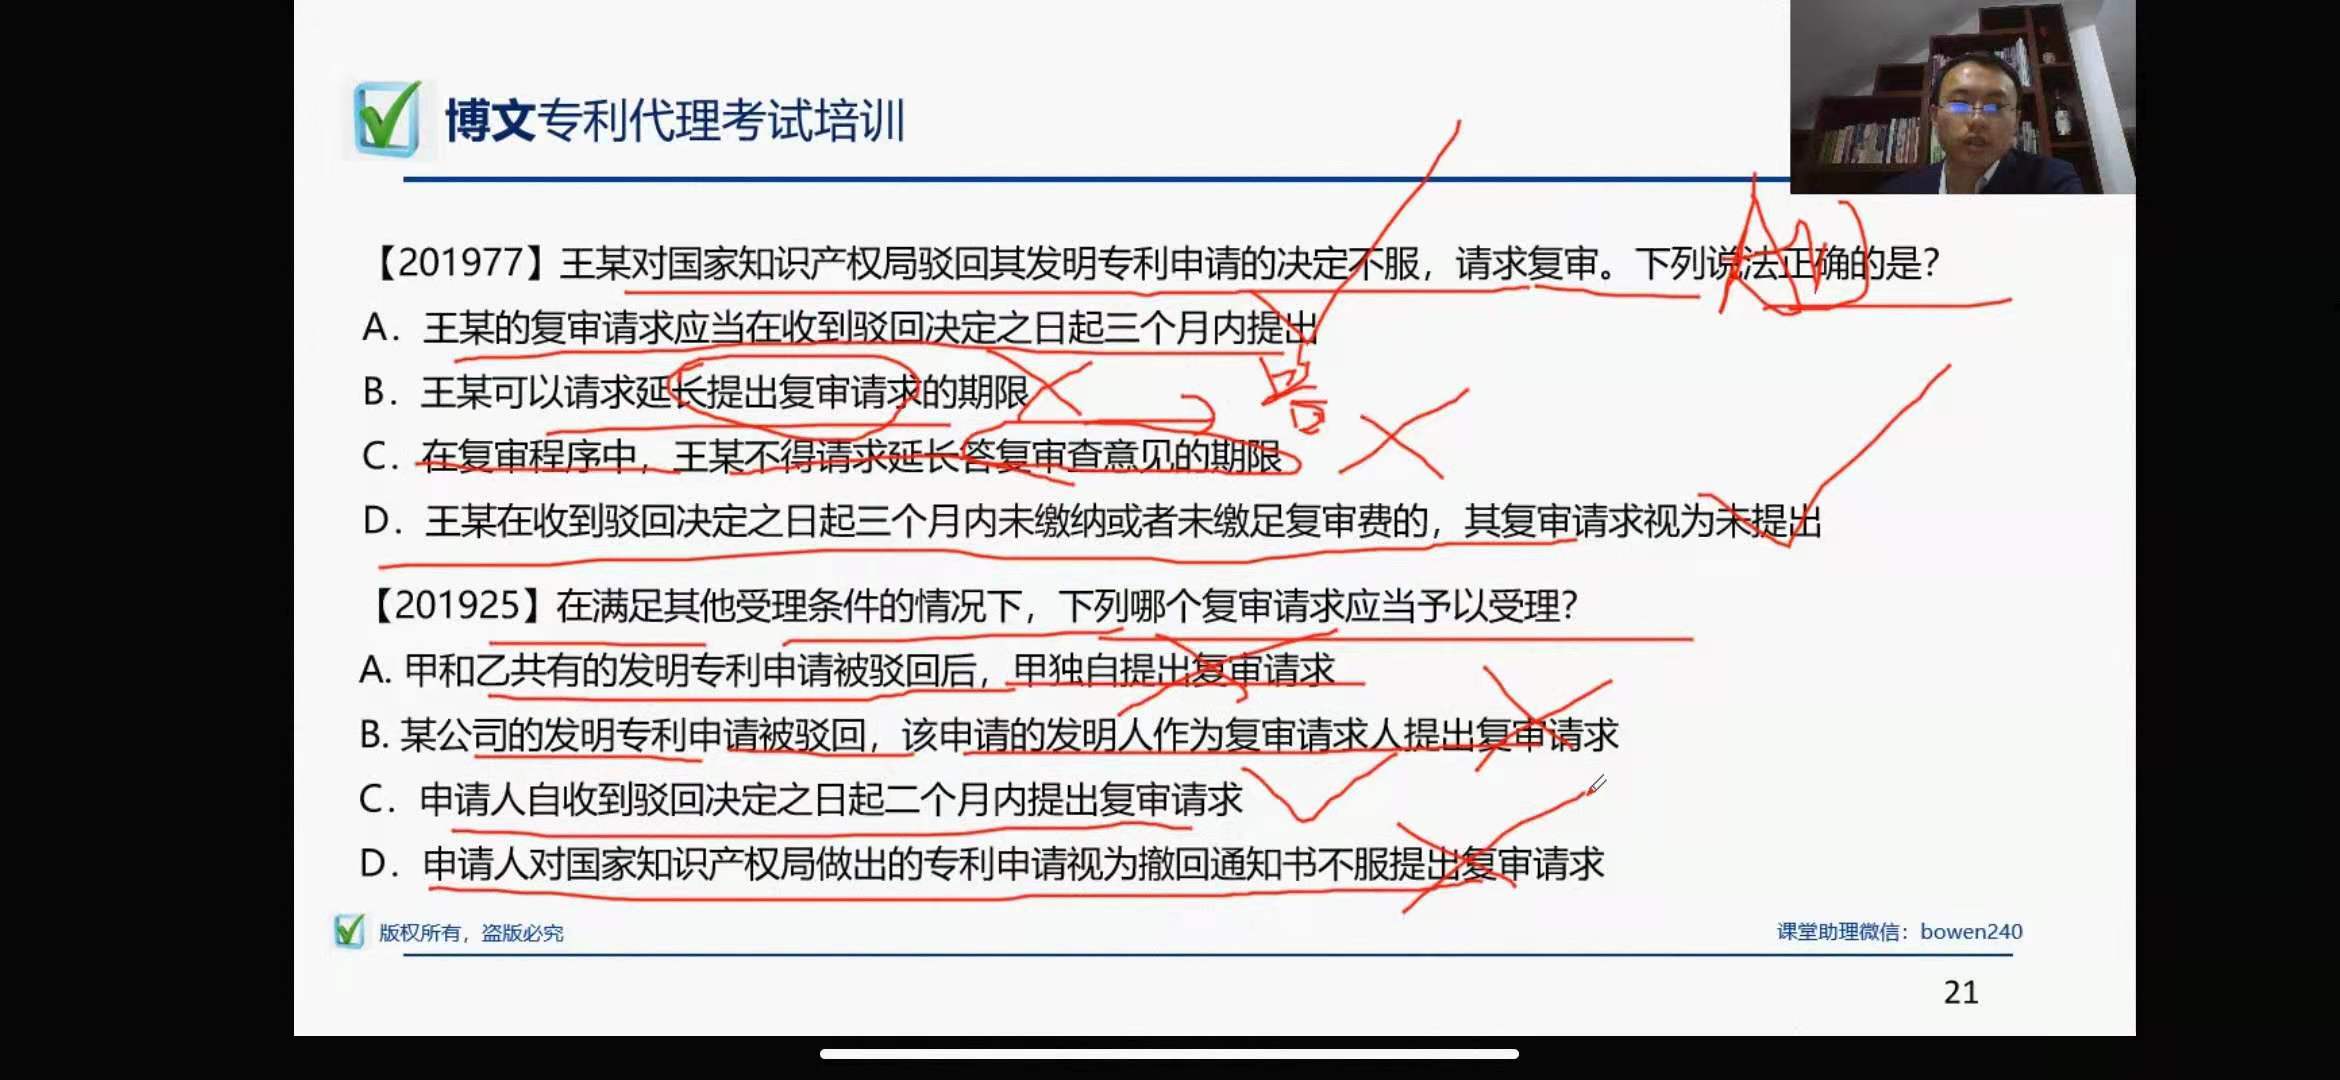 博文专利代理考试培训
【201977】王某对国家知识产权局驳回其发明专利申请的决定不服，请求复审。下列说法正确的是？
A．王某的复审请求应当在收到驳回决定之日起三个月内提出
B．王某可以请求延长提出复审请求的期限
C．在复审程序中，王某不得请求延长答复审查意见的期限
D．王某在收到驳回决定之日起三个月内未缴纳或者未缴足复审费的，其复审请求视为未提出
【201925】在满足其他受理条件的情况下，下列哪个复审请求应当予以受理？
A. 甲和乙共有的发明专利申请被驳回后，甲独自提出复审请求
B. 某公司的发明专利申请被驳回，该申请的发明人作为复审请求人提出复审请求
C．申请人自收到驳回决定之日起二个月内提出复审请求
D．申请人对国家知识产权局做出的专利申请视为撤回通知书不服提出复审请求
版权所有，盗版必究
课堂助理微信：bowen240
21